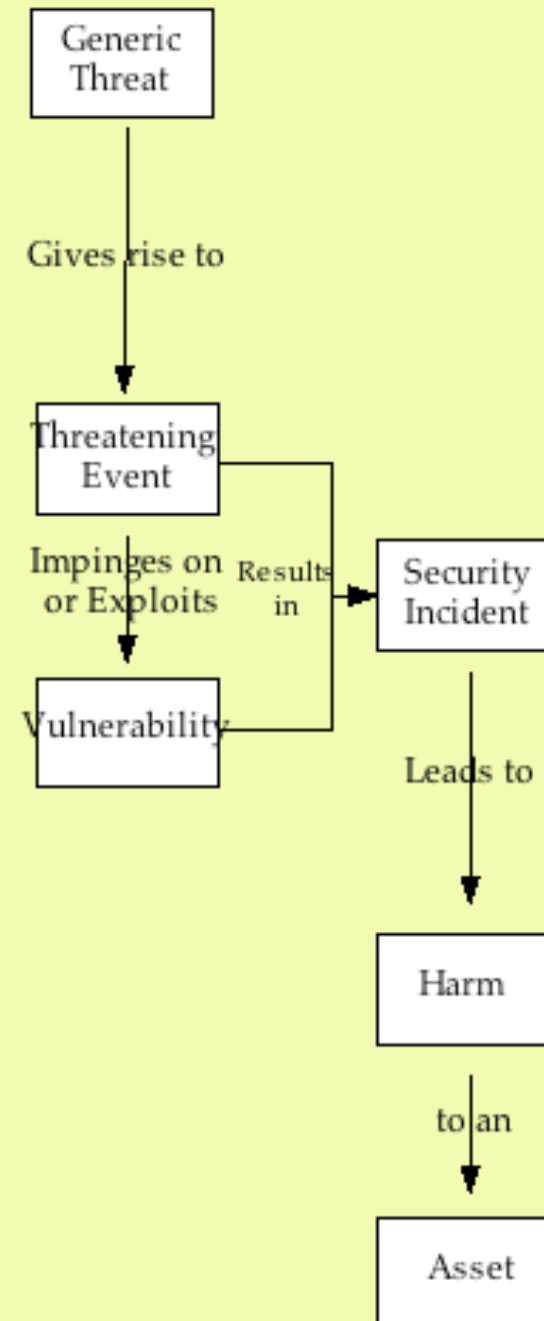 Generic
Threat
Gives rise to
Threatening
Event
Impinges on
or Exploits
Results
in
Security
Incident
Vulnerability
Leads to
Harm
to an
Asset